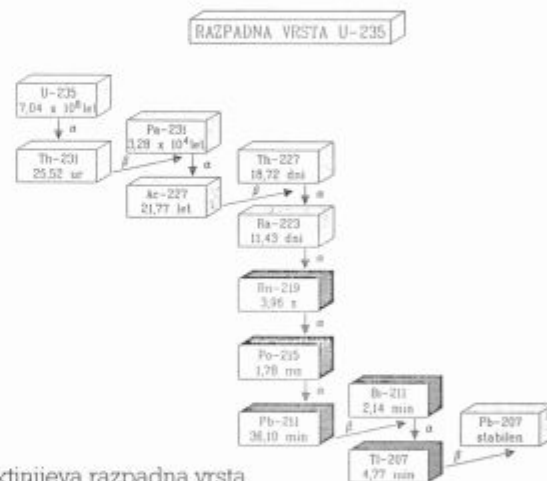 RAZPADNA VRSTA U-235
U-235
7,04 x 10⁸ let
α
Th-231
25,52 ur
β
Pa-231
3,28 x 10⁴ let
α
Ac-227
21,77 let
β
Th-227
18,72 dni
α
Ra-223
11,43 dni
α
Rn-219
3,96 s
α
Po-215
1,78 ms
α
Pb-211
36,10 min
β
Bi-211
2,14 min
α
Tl-207
4,77 min
β
Pb-207
stabilen
ktinijeva razpadna vrsta